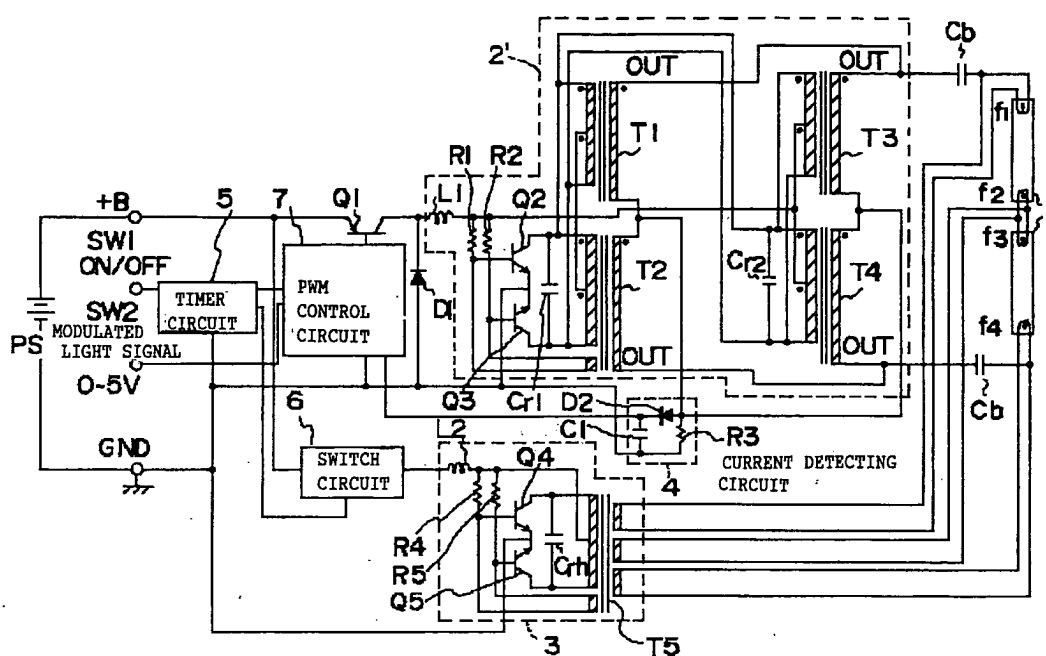 2'
Cb
OUT
OUT
f1
T1
T3
R1
R2
+B
5
7
Q1
L1
Q2
f2
f3
SW1
ON/OFF
T2
Cr2
T4
SW2
TIMER
CIRCUIT
PWM
CONTROL
CIRCUIT
D1
PS
MODULATED
LIGHT SIGNAL
f4
OUT
OUT
0~5V
6
Q3
Cr1
D2
C1
R3
Cb
GND
2
Q4
4
CURRENT DETECTING
CIRCUIT
SWITCH
CIRCUIT
R4
R5
Q5
Crh
3
T5